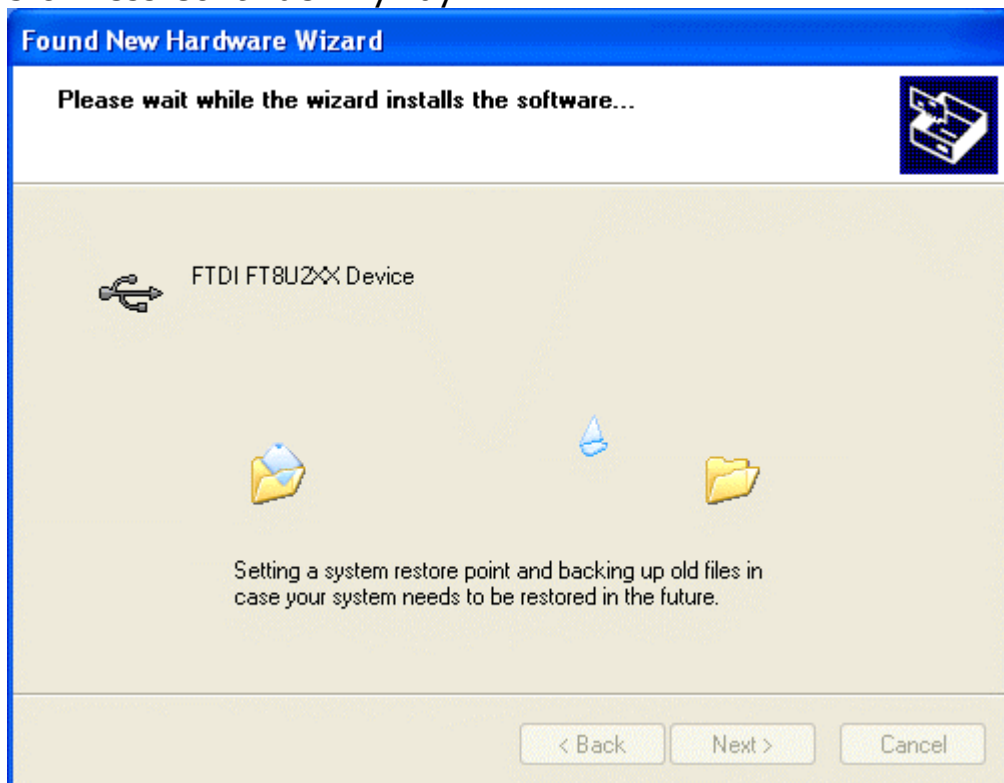 Found New Hardware Wizard
Please wait while the wizard installs the software...
FTDI FT8U2XX Device
Setting a system restore point and backing up old files in
case your system needs to be restored in the future.
< Back
Next >
Cancel